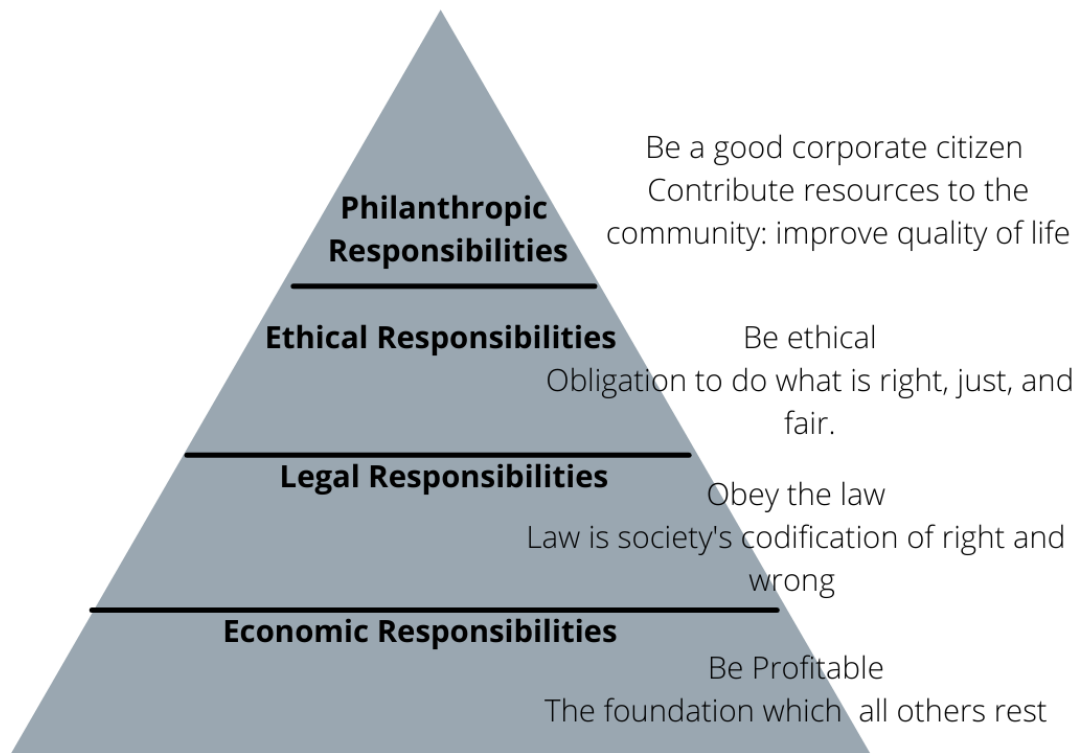 Be a good corporate citizen
Contribute resources to the
community: improve quality of life
Philanthropic
Responsibilities
Ethical Responsibilities
Be ethical
Obligation to do what is right, just, and
fair.
Legal Responsibilities
Obey the law
Law is society's codification of right and
wrong
Economic Responsibilities
Be Profitable
The foundation which all others rest